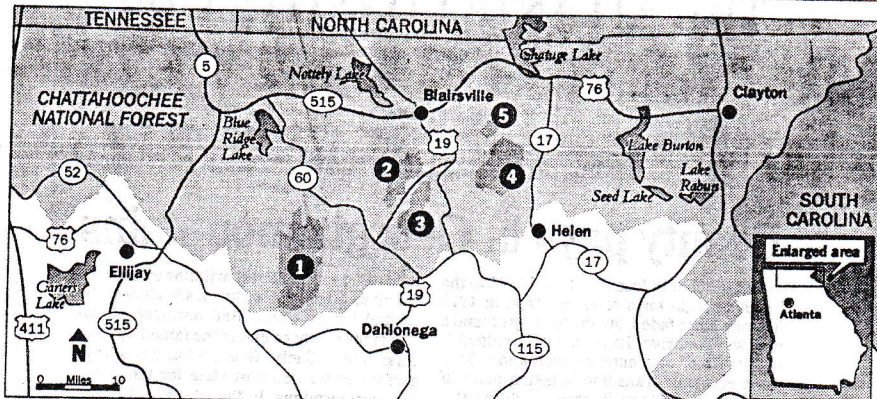 TENNESSEE
NORTH CAROLINA
Chatuge Lake
5
Nottely Lake
76
Clayton
CHATTAHOOCHEE
NATIONAL FOREST
515
Blairsville
5
Blue
Ridge
Lake
19
17
Lake Burton
2
4
Lake
Rabun
52
60
Seed Lake
SOUTH
CAROLINA
3
76
Helen
Enlarged area
1
17
Ellijay
Carters
Lake
19
Atlanta
411
515
N
Dahlonega
115
0 Miles 10